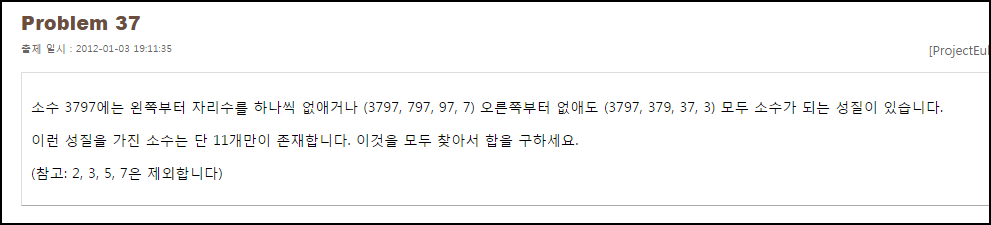 Problem 37
출제 일시 : 2012-01-03 19:11:35
[ProjectEul
소수 3797에는 왼쪽부터 자리수를 하나씩 없애거나 (3797, 797, 97, 7) 오른쪽부터 없애도 (3797, 379, 37, 3) 모두 소수가 되는 성질이 있습니다.
이런 성질을 가진 소수는 단 11개만이 존재합니다. 이것을 모두 찾아서 합을 구하세요.
(참고: 2, 3, 5, 7은 제외합니다)